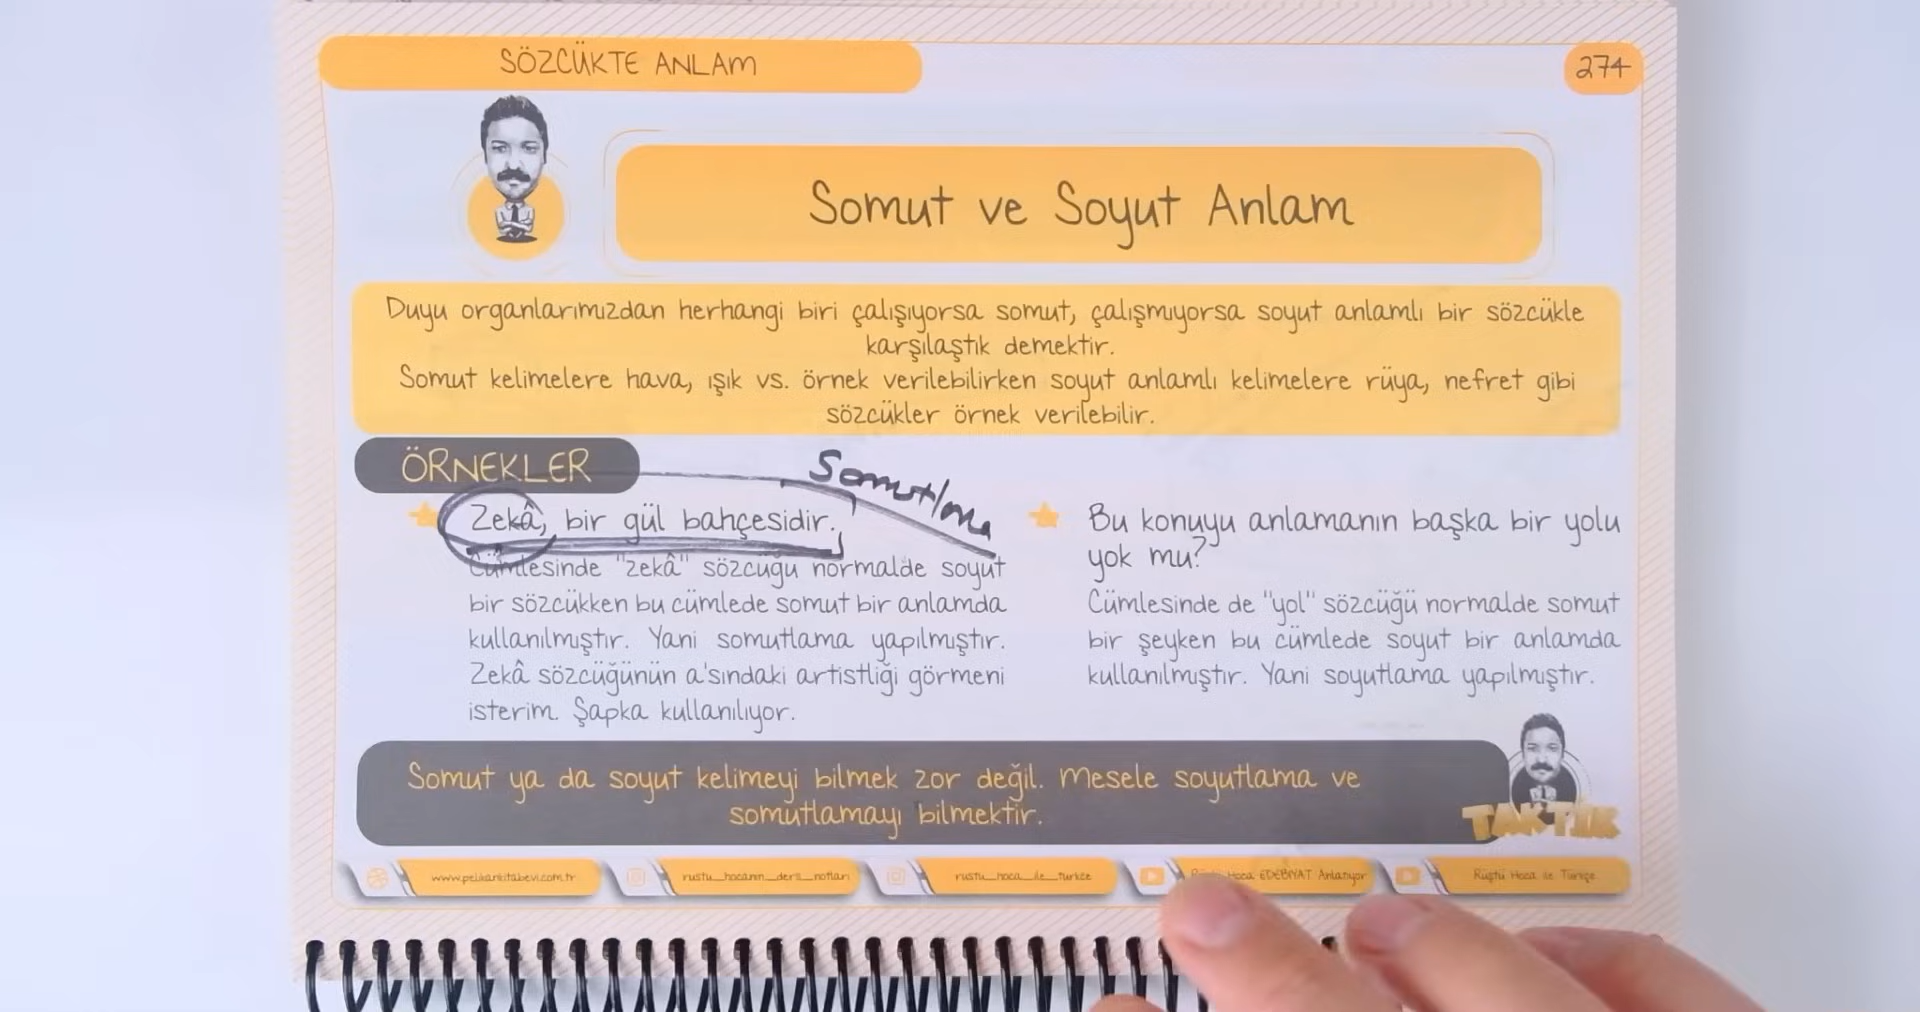 SÖZCÜKTE ANLAM
274
Somut ve Soyut Anlam
Duyu organlarımızdan herhangi biri çalışıyorsa somut, çalışmıyorsa soyut anlamlı bir sözcükle
karşılaştık demektir.
Somut kelimelere hava, ışık vs. örnek verilebilirken soyut anlamlı kelimelere rüya, nefret gibi
sözcükler örnek verilebilir.
ÖRNEKLER
Somutlama
Zekâ, bir gül bahçesidir.
Cümlesinde "zekâ" sözcüğü normalde soyut
bir sözcükken bu cümlede somut bir anlamda
kullanılmıştır. Yani somutlama yapılmıştır.
Zekâ sözcüğünün a'sındaki artistliği görmeni
isterim. Şapka kullanılıyor.
Bu konuyu anlamanın başka bir yolu
yok mu?
Cümlesinde de "yol" sözcüğü normalde somut
bir şeyken bu cümlede soyut bir anlamda
kullanılmıştır. Yani soyutlama yapılmıştır.
Somut ya da soyut kelimeyi bilmek zor değil. Mesele soyutlama ve
somutlamayı bilmektir.
TAKTİK
www.pelikankitabevi.com.tr
rustu_hocanın_ders_notları
rustu_hoca_ile_turkce
Hoca EDEBİYAT Anlatıyor
Rüştü Hoca ile Türkçe